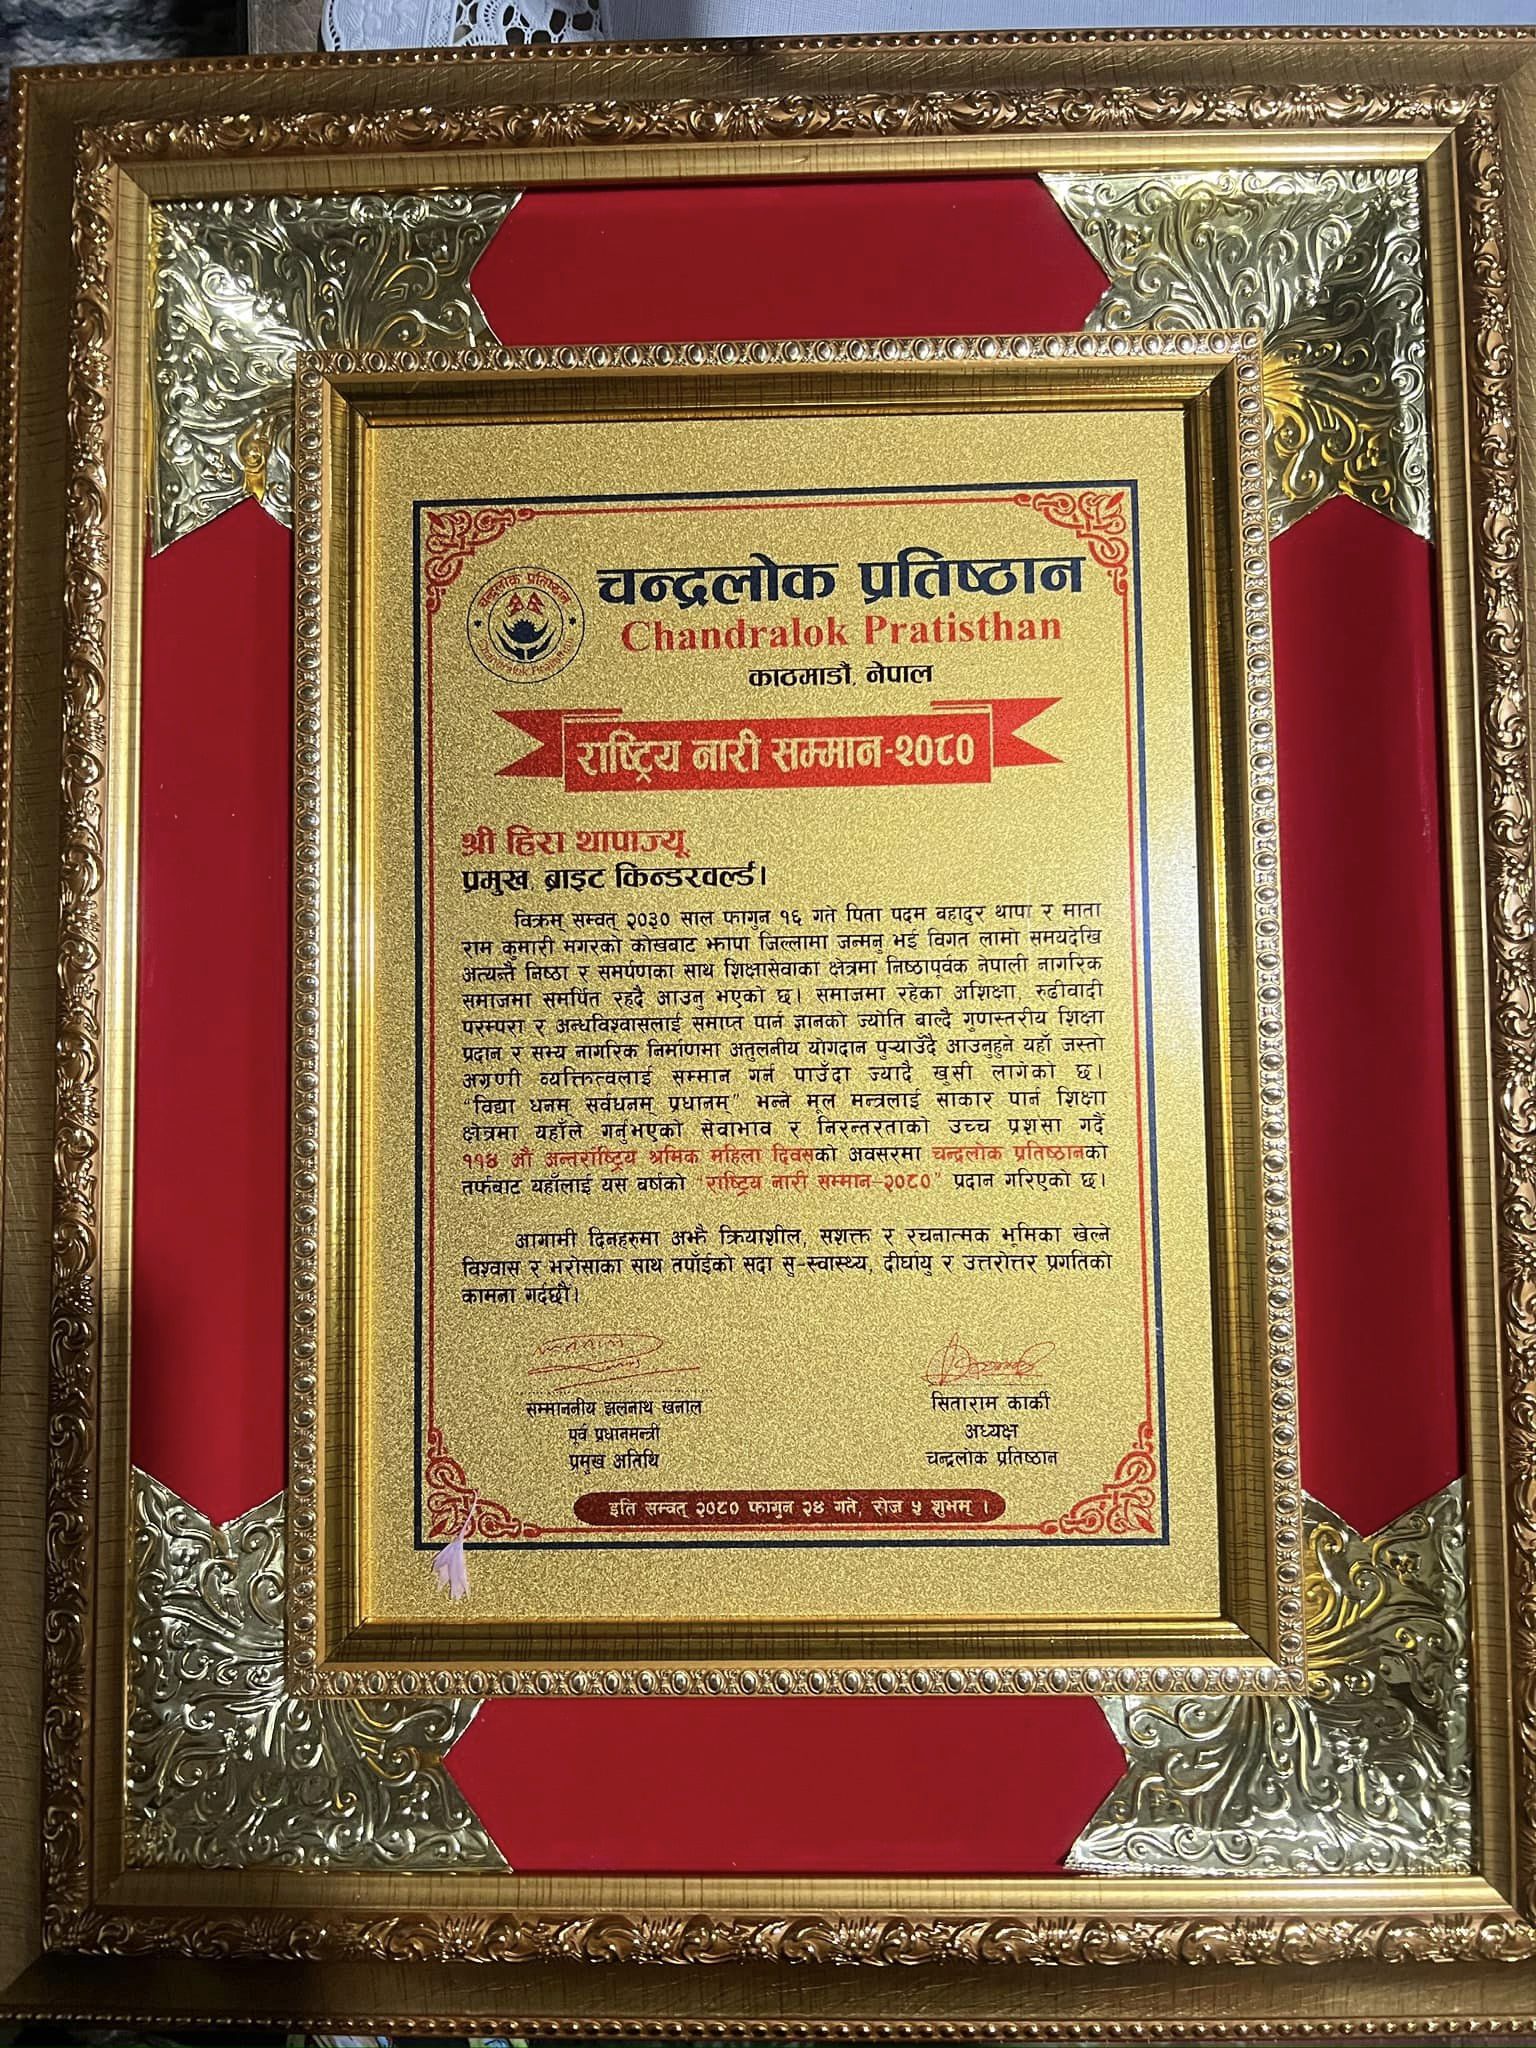 चन्द्रलोक प्रतिष्ठान
Chandralok Pratisthan
चन्द्रलोक प्रतिष्ठान
Chandralok Pratisthan
काठमाडौं, नेपाल
राष्ट्रिय नारी सम्मान-२०८०
श्री हिरा थापाज्यू
प्रमुख, ब्राइट किन्डरवर्ल्ड।
विक्रम् सम्वत् २०३० साल फागुन १६ गते पिता पदम बहादुर थापा र माता
राम कुमारी मगरको कोखबाट झापा जिल्लामा जन्मनु भई विगत लामो समयदेखि
अत्यन्तै निष्ठा र समर्पणका साथ शिक्षासेवाका क्षेत्रमा निष्ठापूर्वक नेपाली नागरिक
समाजमा समर्पित रहदै आउनु भएको छ। समाजमा रहेका अशिक्षा, रुढीवादी
परम्परा र अन्धविश्वासलाई समाप्त पार्न ज्ञानको ज्योति बाल्दै गुणस्तरीय शिक्षा
प्रदान र सभ्य नागरिक निर्माणमा अतुलनीय योगदान पुर्‍याउँदै आउनुहुने यहाँ जस्तो
अग्रणी व्यक्तित्वलाई सम्मान गर्न पाउँदा ज्यादै खुसी लागेको छ।
“विद्या धनम् सर्वधनम् प्रधानम्” भन्ने मूल मन्त्रलाई साकार पार्न शिक्षा
क्षेत्रमा यहाँले गर्नुभएको सेवाभाव र निरन्तरताको उच्च प्रशंसा गर्दै
११४ औं अन्तर्राष्ट्रिय श्रमिक महिला दिवसको अवसरमा चन्द्रलोक प्रतिष्ठानको
तर्फबाट यहाँलाई यस बर्षको “राष्ट्रिय नारी सम्मान-२०८०” प्रदान गरिएको छ।
आगामी दिनहरुमा अझै क्रियाशील, सशक्त र रचनात्मक भूमिका खेल्ने
विश्वास र भरोसाका साथ तपाँईको सदा सु-स्वास्थ्य, दीर्घायु र उत्तरोत्तर प्रगतिको
कामना गर्दछौं।
सम्माननीय झलनाथ खनाल
पूर्व प्रधानमन्त्री
प्रमुख अतिथि
सिताराम कार्की
अध्यक्ष
चन्द्रलोक प्रतिष्ठान
इति सम्वत् २०८० फागुन २४ गते, रोज ५ शुभम् ।